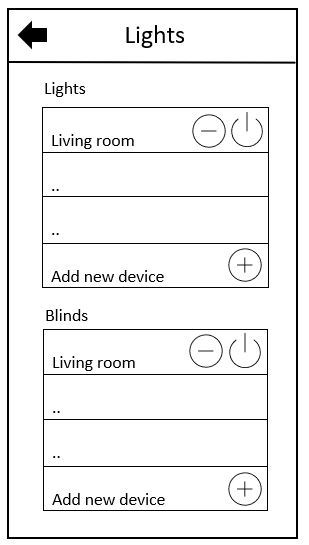 Lights
Lights
Living room
..
..
Add new device
Blinds
Living room
..
..
Add new device